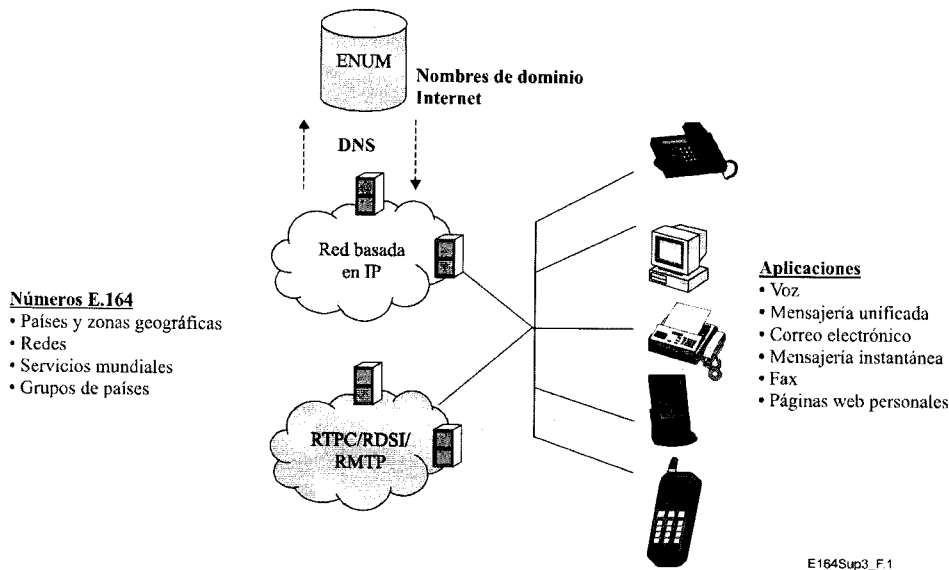 ENUM
Nombres de dominio
Internet
DNS
Red basada
en IP
Números E.164
• Países y zonas geográficas
• Redes
• Servicios mundiales
• Grupos de países
RTPC/RDSI/
RMTP
Aplicaciones
• Voz
• Mensajería unificada
• Correo electrónico
• Mensajería instantánea
• Fax
• Páginas web personales
E164Sup3_F.1